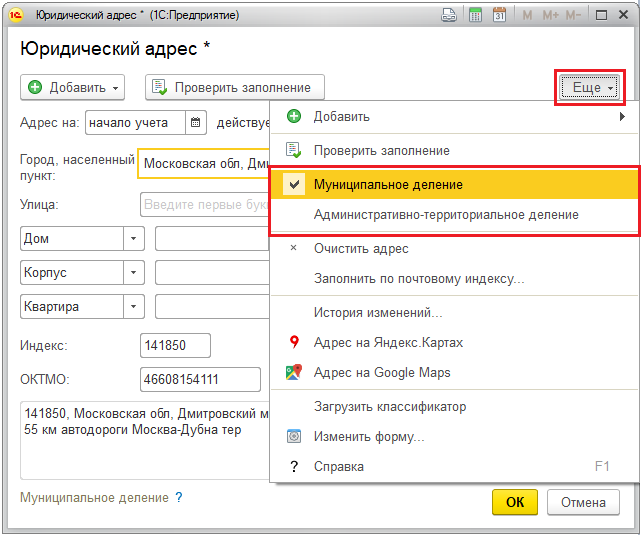 Юридический адрес * (1С:Предприятие)
M M+ M−
31
Юридический адрес *
Добавить
Проверить заполнение
Еще
Адрес на: начало учета действуе
Город, населенный пункт: Московская обл, Дми
Улица: Введите первые бук
Дом
Корпус
Квартира
Индекс: 141850
ОКТМО: 46608154111
141850, Московская обл, Дмитровский м
55 км автодороги Москва-Дубна тер
Муниципальное деление ?
Добавить
Проверить заполнение
Муниципальное деление
Административно-территориальное деление
Очистить адрес
Заполнить по почтовому индексу...
История изменений...
Адрес на Яндекс.Картах
Адрес на Google Maps
Загрузить классификатор
Изменить форму...
? Справка F1
ОК
Отмена